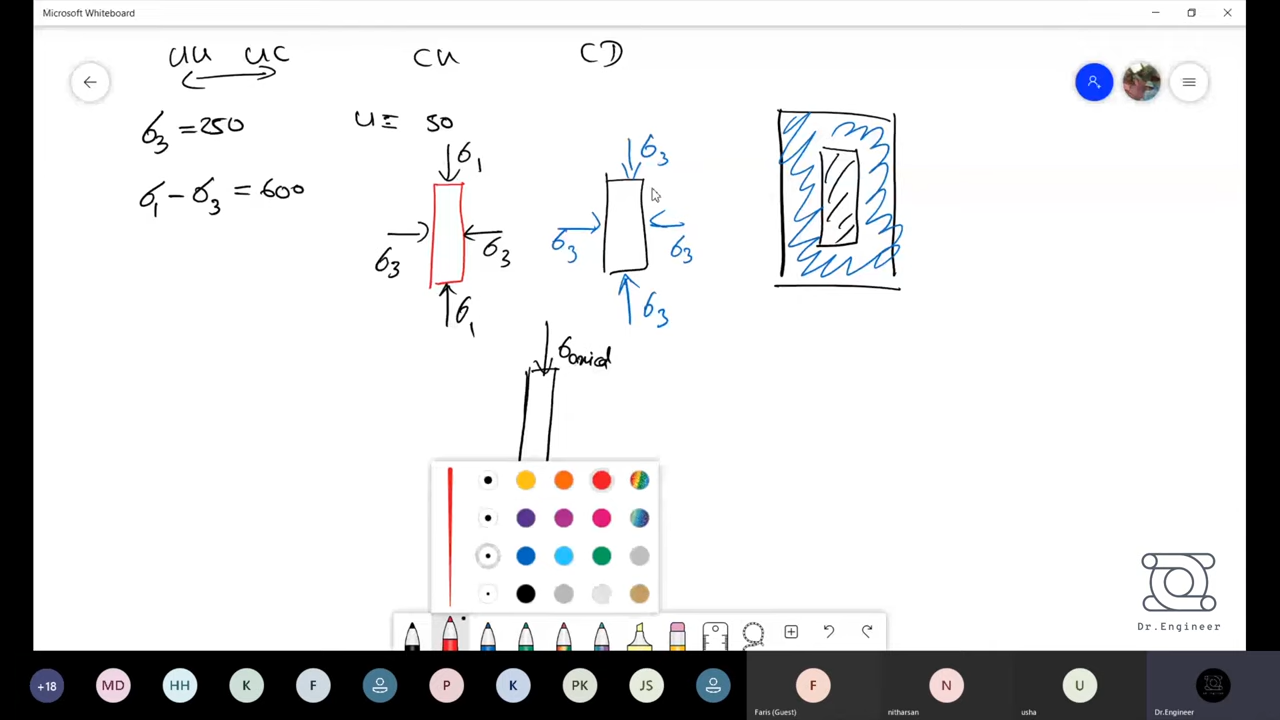 Microsoft Whiteboard
UU UC CU CD
σ3 = 250
U = 50
σ1 - σ3 = 600
σ1
σ3
σ3
σ1
σ3
σ3
σ3
σ3
Dr.Engineer
+18 MD HH K F P K PK JS F N U
Faris (Guest) nitharsan usha Dr.Engineer